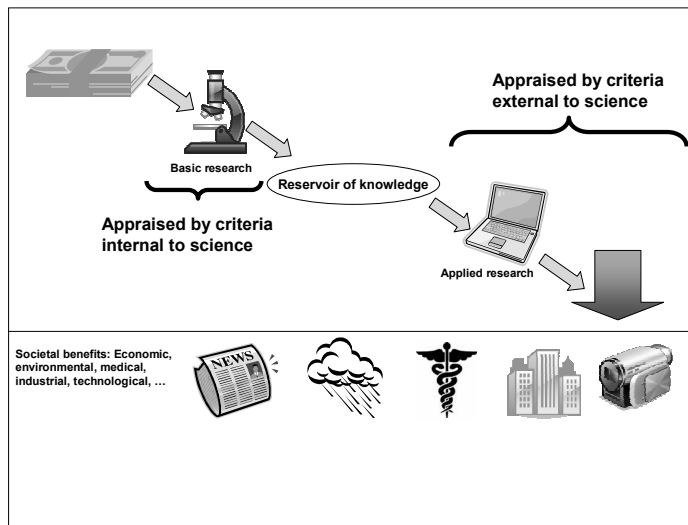 Appraised by criteria
external to science
Basic research
Reservoir of knowledge
Appraised by criteria
internal to science
Applied research
Societal benefits: Economic,
environmental, medical,
industrial, technological, …
NEWS